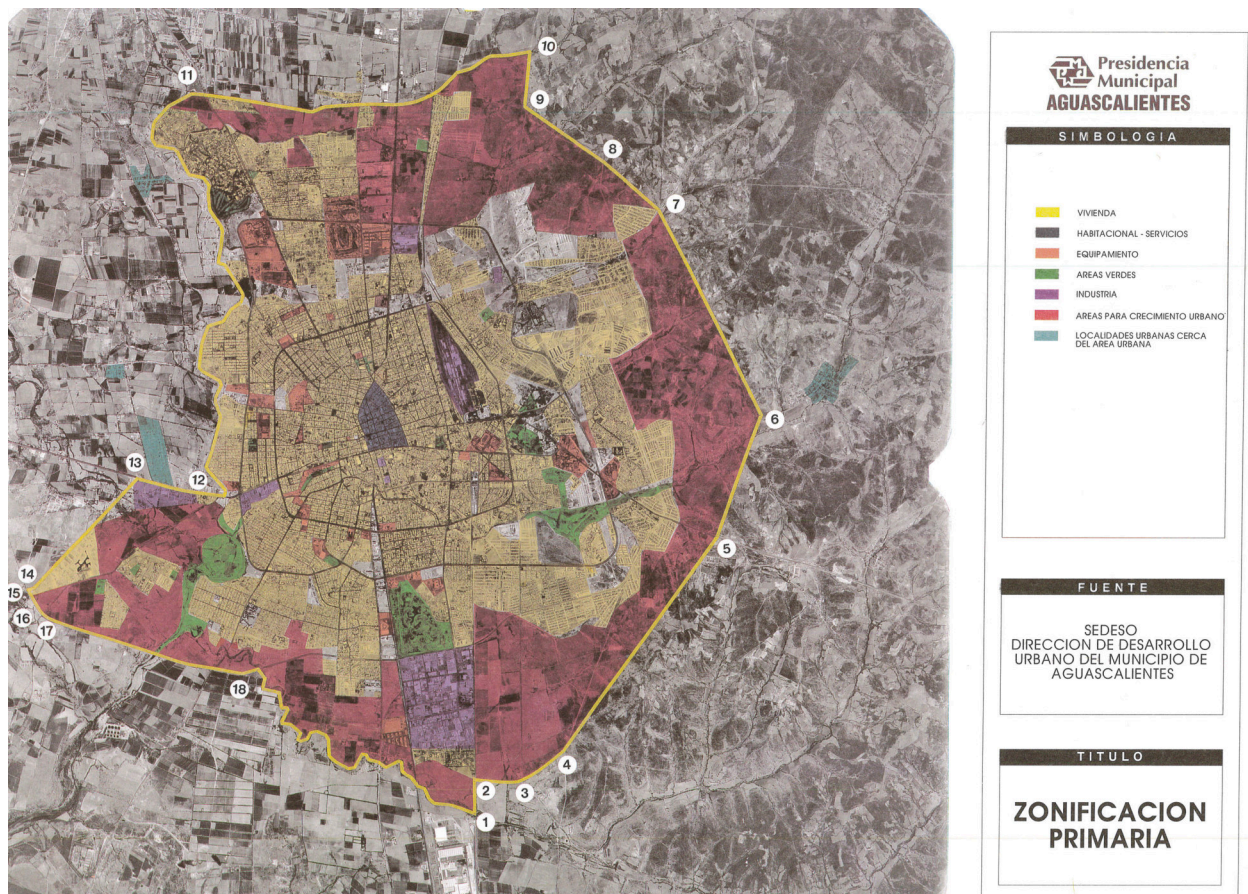 10
11
9
8
7
6
13
12
5
14
15
16
17
18
4
2
3
1
Presidencia
Municipal
AGUASCALIENTES
SIMBOLOGIA
VIVIENDA
HABITACIONAL - SERVICIOS
EQUIPAMIENTO
AREAS VERDES
INDUSTRIA
AREAS PARA CRECIMIENTO URBANO
LOCALIDADES URBANAS CERCA
DEL AREA URBANA
FUENTE
SEDESO
DIRECCION DE DESARROLLO
URBANO DEL MUNICIPIO DE
AGUASCALIENTES
TITULO
ZONIFICACION
PRIMARIA